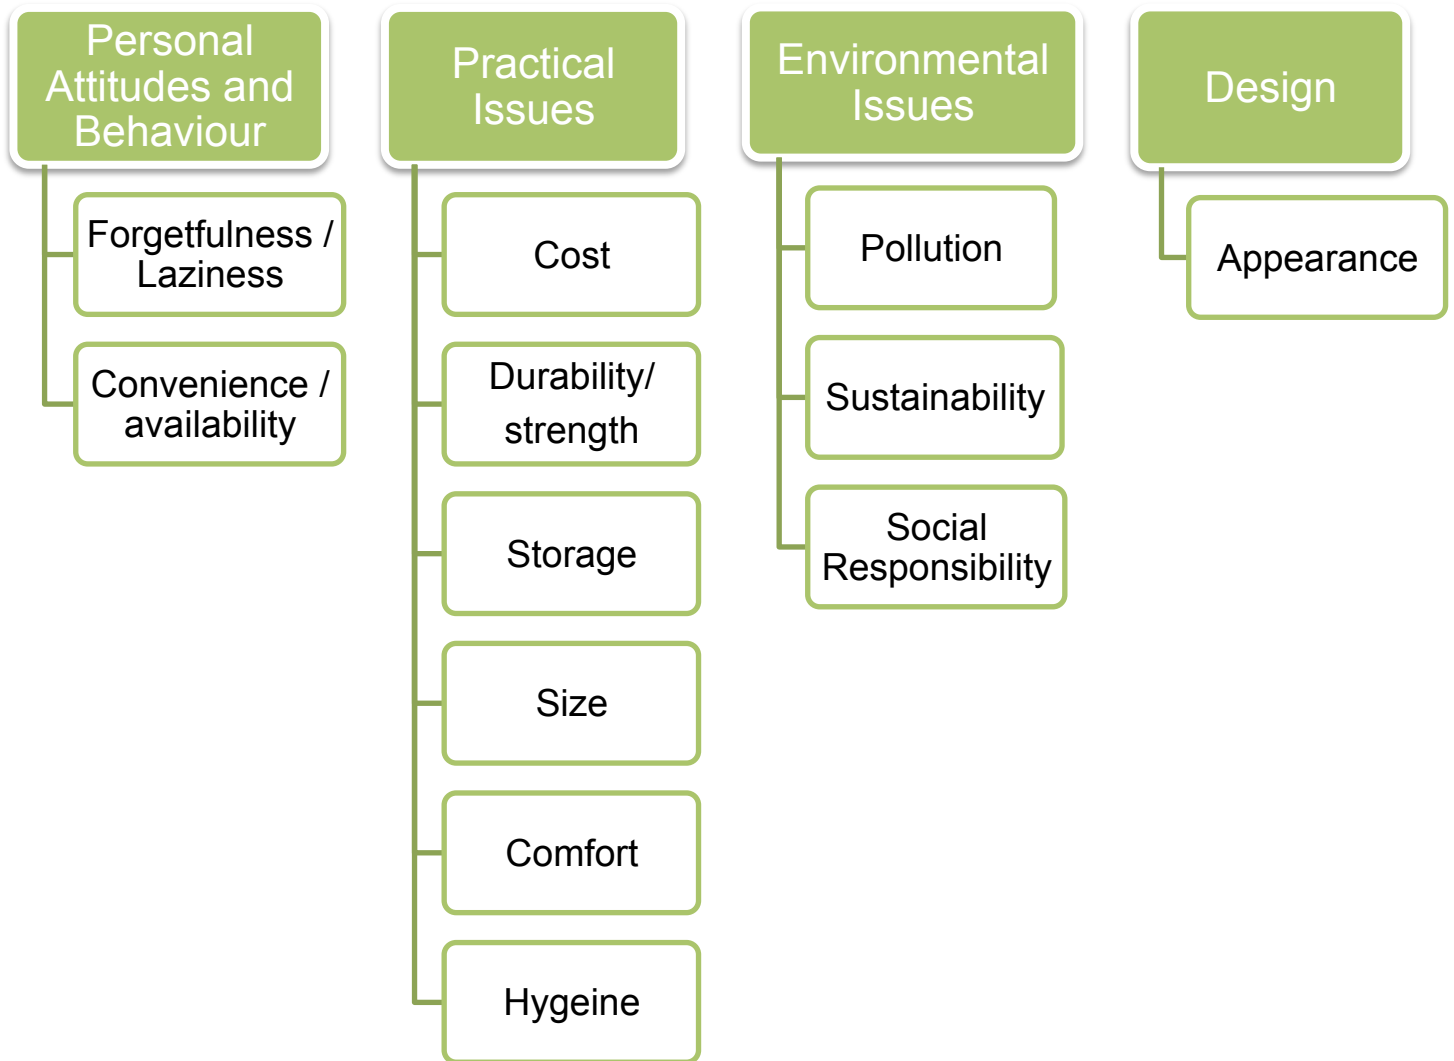 Personal
Attitudes and
Behaviour
Forgetfulness /
Laziness
Convenience /
availability
Practical
Issues
Cost
Durability/
strength
Storage
Size
Comfort
Hygeine
Environmental
Issues
Pollution
Sustainability
Social
Responsibility
Design
Appearance